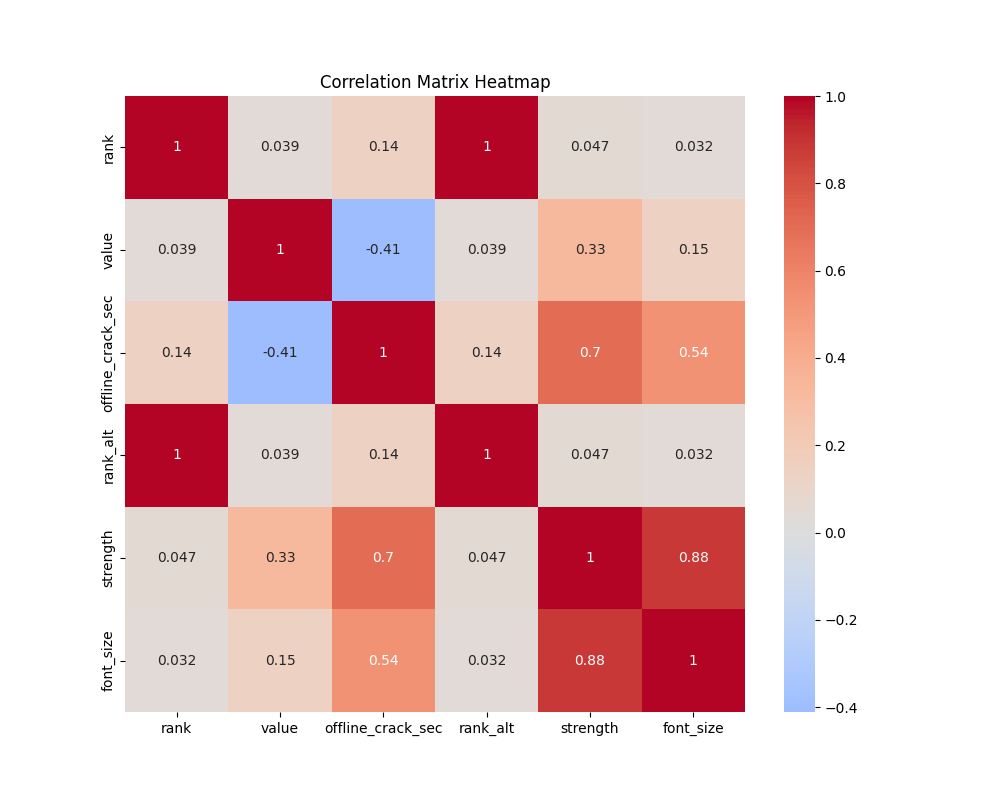 Correlation Matrix Heatmap
rank 1 0.039 0.14 1 0.047 0.032
value 0.039 1 -0.41 0.039 0.33 0.15
offline_crack_sec 0.14 -0.41 1 0.14 0.7 0.54
rank_alt 1 0.039 0.14 1 0.047 0.032
strength 0.047 0.33 0.7 0.047 1 0.88
font_size 0.032 0.15 0.54 0.032 0.88 1
rank value offline_crack_sec rank_alt strength font_size
1.0
0.8
0.6
0.4
0.2
0.0
−0.2
−0.4